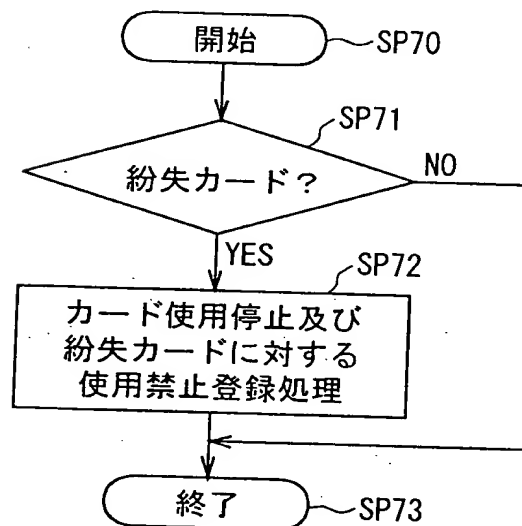 開始
SP70
SP71
紛失カード？
NO
YES
SP72
カード使用停止及び
紛失カードに対する
使用禁止登録処理
終了
SP73